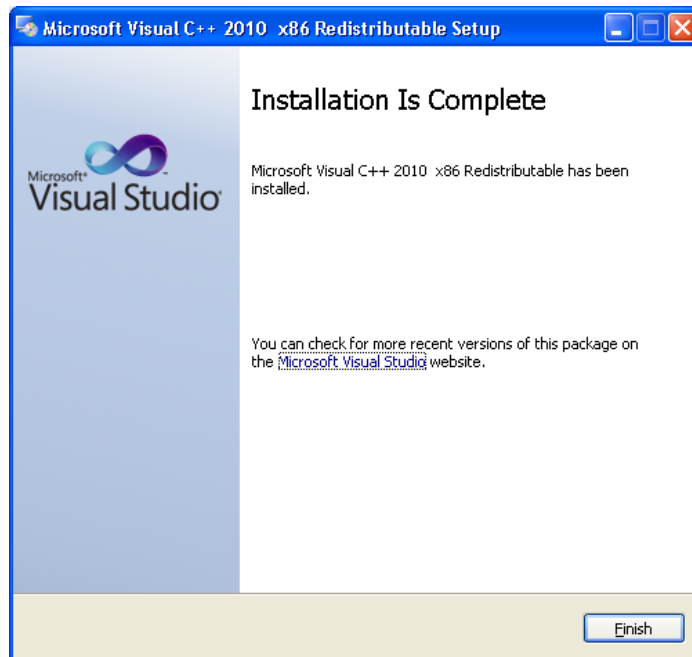 Microsoft Visual C++ 2010  x86 Redistributable Setup
Installation Is Complete
Microsoft®
Visual Studio®
Microsoft Visual C++ 2010  x86 Redistributable has been
installed.
You can check for more recent versions of this package on
the Microsoft Visual Studio website.
Finish